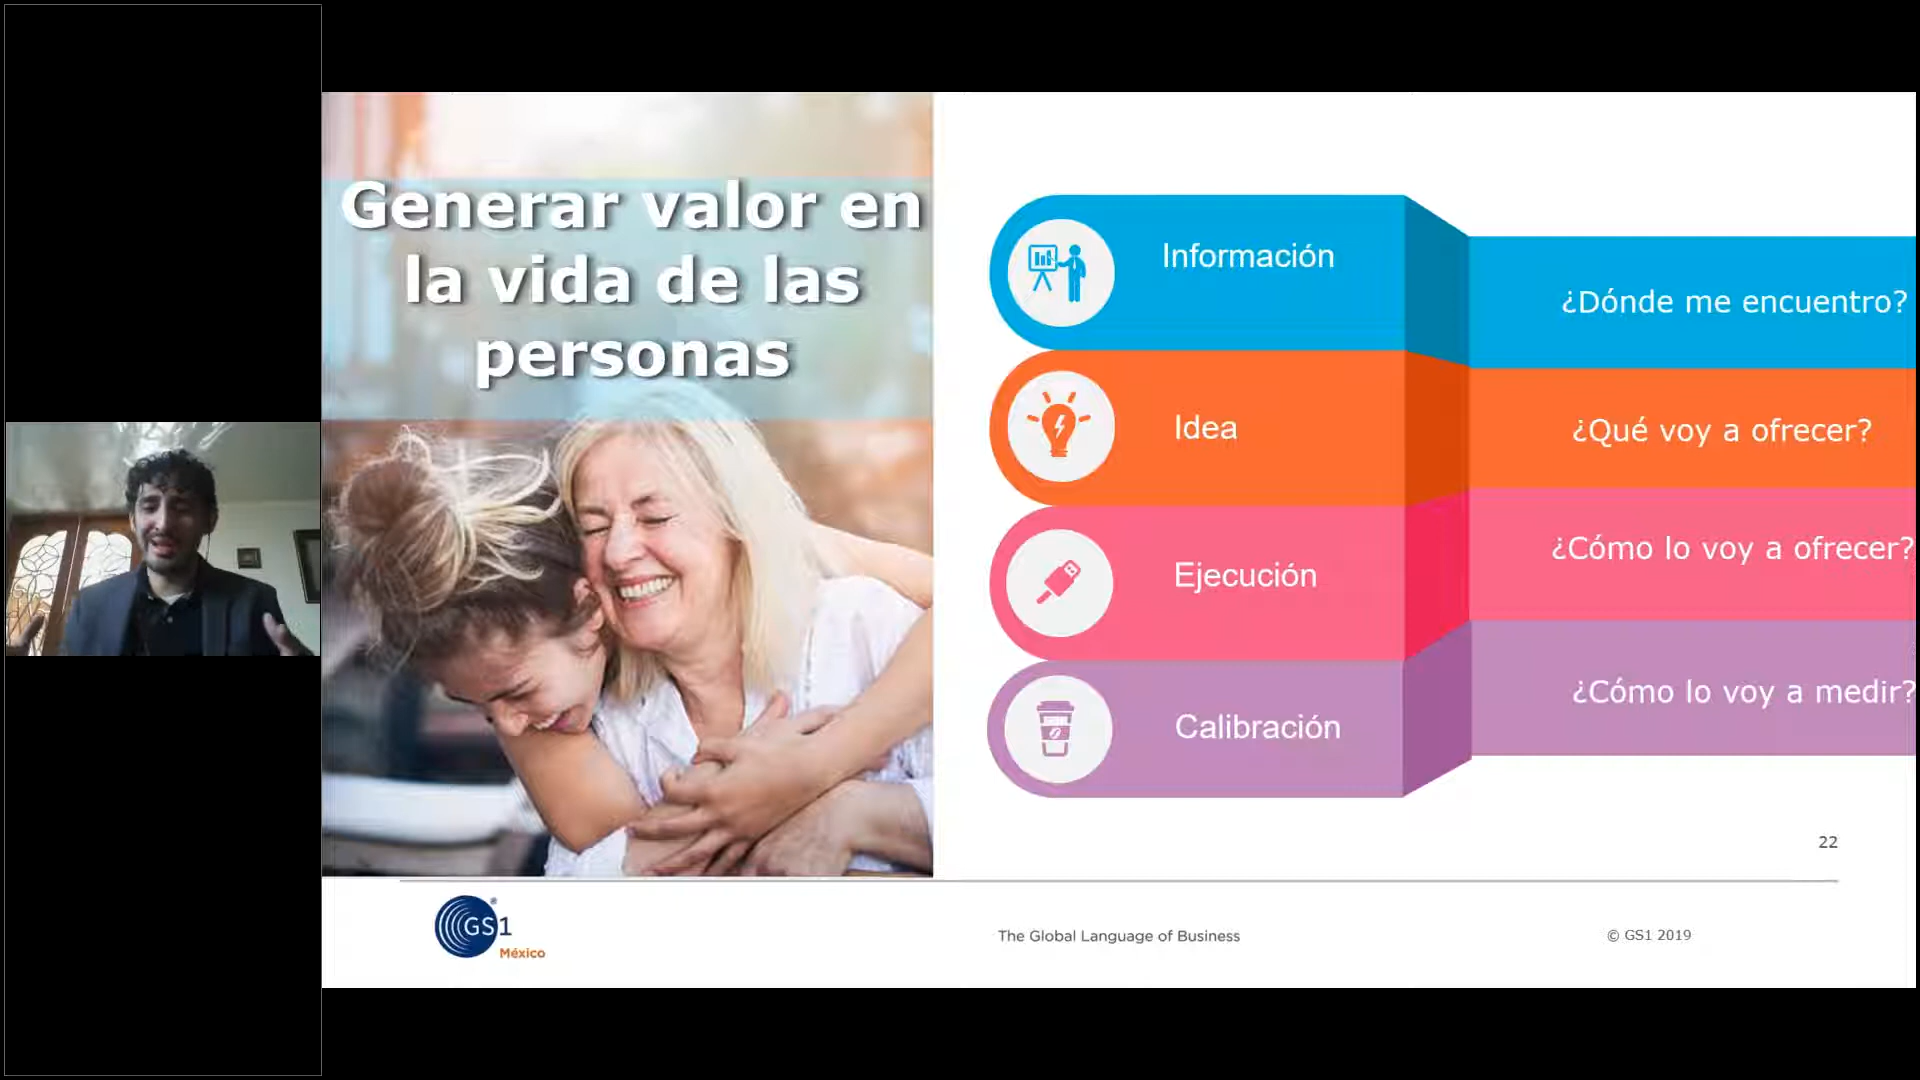 Generar valor en
la vida de las
personas
Información
¿Dónde me encuentro?
Idea
¿Qué voy a ofrecer?
Ejecución
¿Cómo lo voy a ofrecer?
Calibración
¿Cómo lo voy a medir?
22
GS1
®
México
The Global Language of Business
© GS1 2019